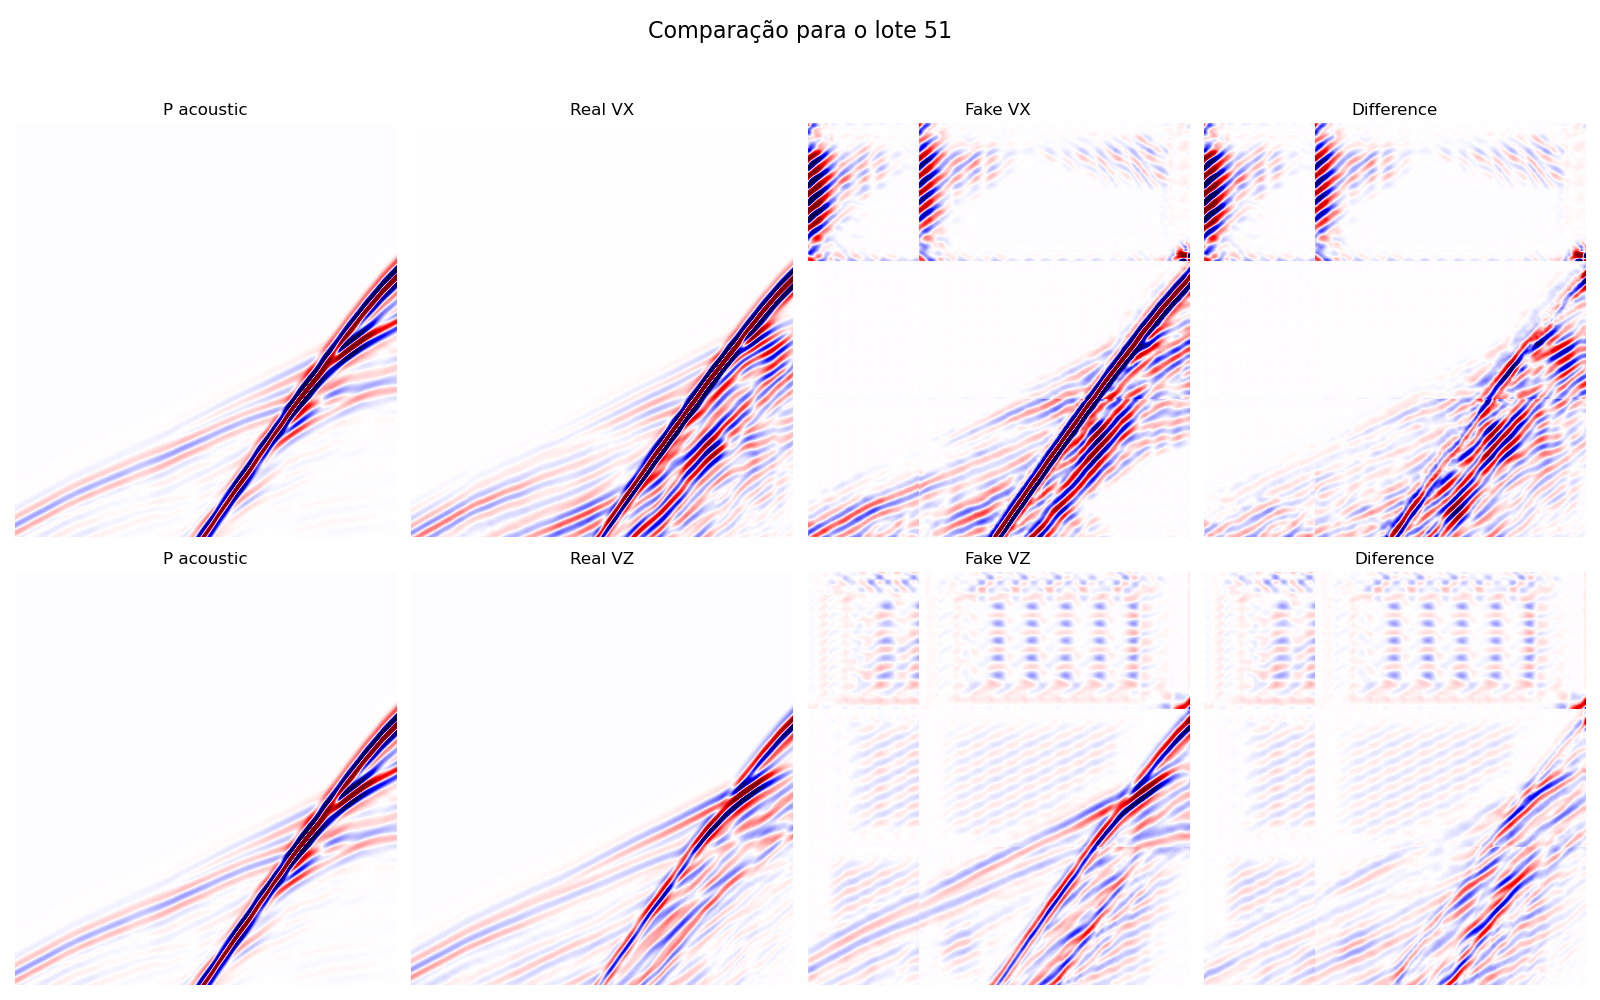 Comparação para o lote 51
P acoustic
Real VX
Fake VX
Difference
P acoustic
Real VZ
Fake VZ
Diference